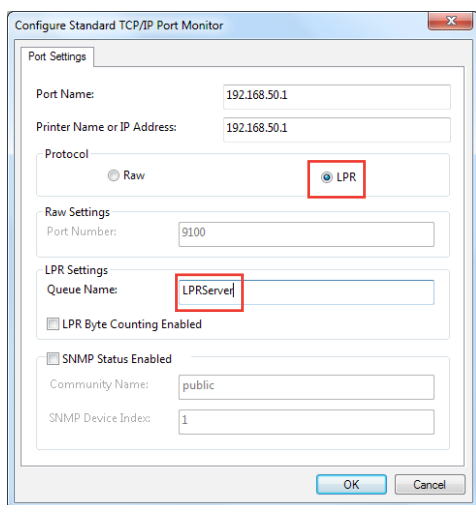 Configure Standard TCP/IP Port Monitor
Port Settings
Port Name: 192.168.50.1
Printer Name or IP Address: 192.168.50.1
Protocol
Raw LPR
Raw Settings
Port Number: 9100
LPR Settings
Queue Name: LPRServer
LPR Byte Counting Enabled
SNMP Status Enabled
Community Name: public
SNMP Device Index: 1
OK Cancel